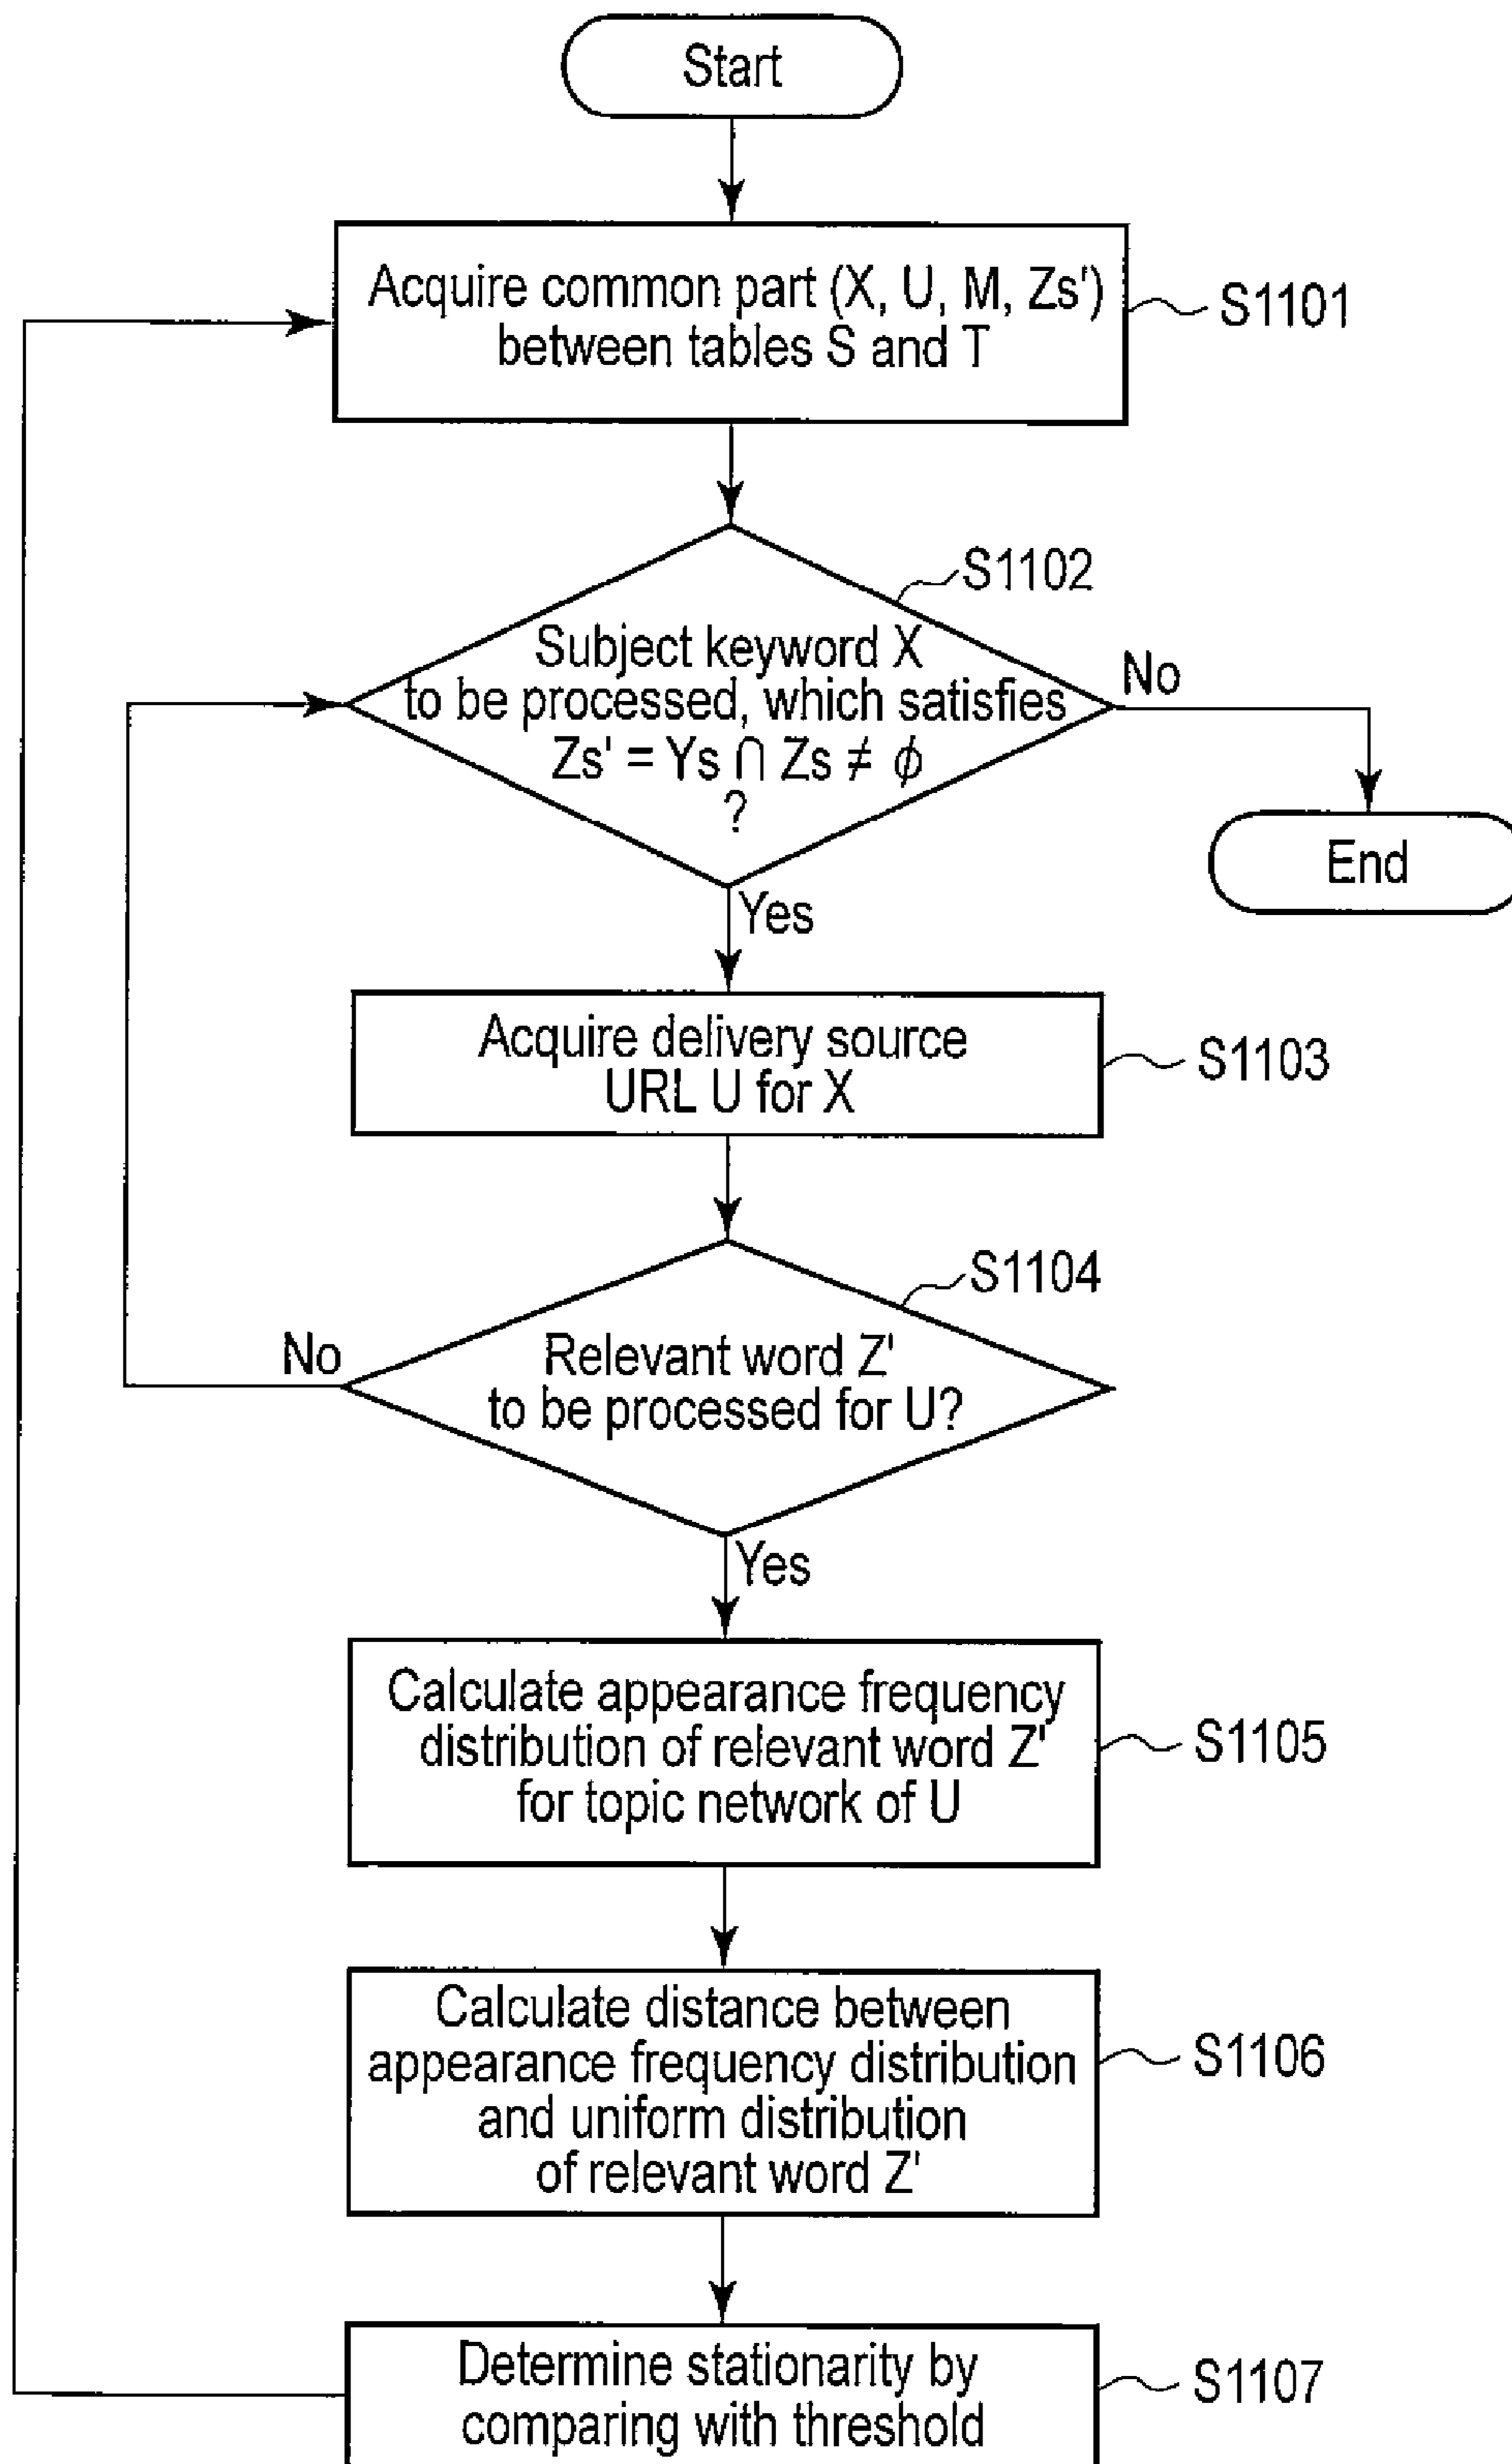 Start
Acquire common part (X, U, M, Zs')
between tables S and T
S1101
S1102
Subject keyword X
to be processed, which satisfies
Zs' = Ys ∩ Zs ≠ ϕ
?
No
End
Yes
Acquire delivery source
URL U for X
S1103
S1104
No
Relevant word Z'
to be processed for U?
Yes
Calculate appearance frequency
distribution of relevant word Z'
for topic network of U
S1105
Calculate distance between
appearance frequency distribution
and uniform distribution
of relevant word Z'
S1106
Determine stationarity by
comparing with threshold
S1107